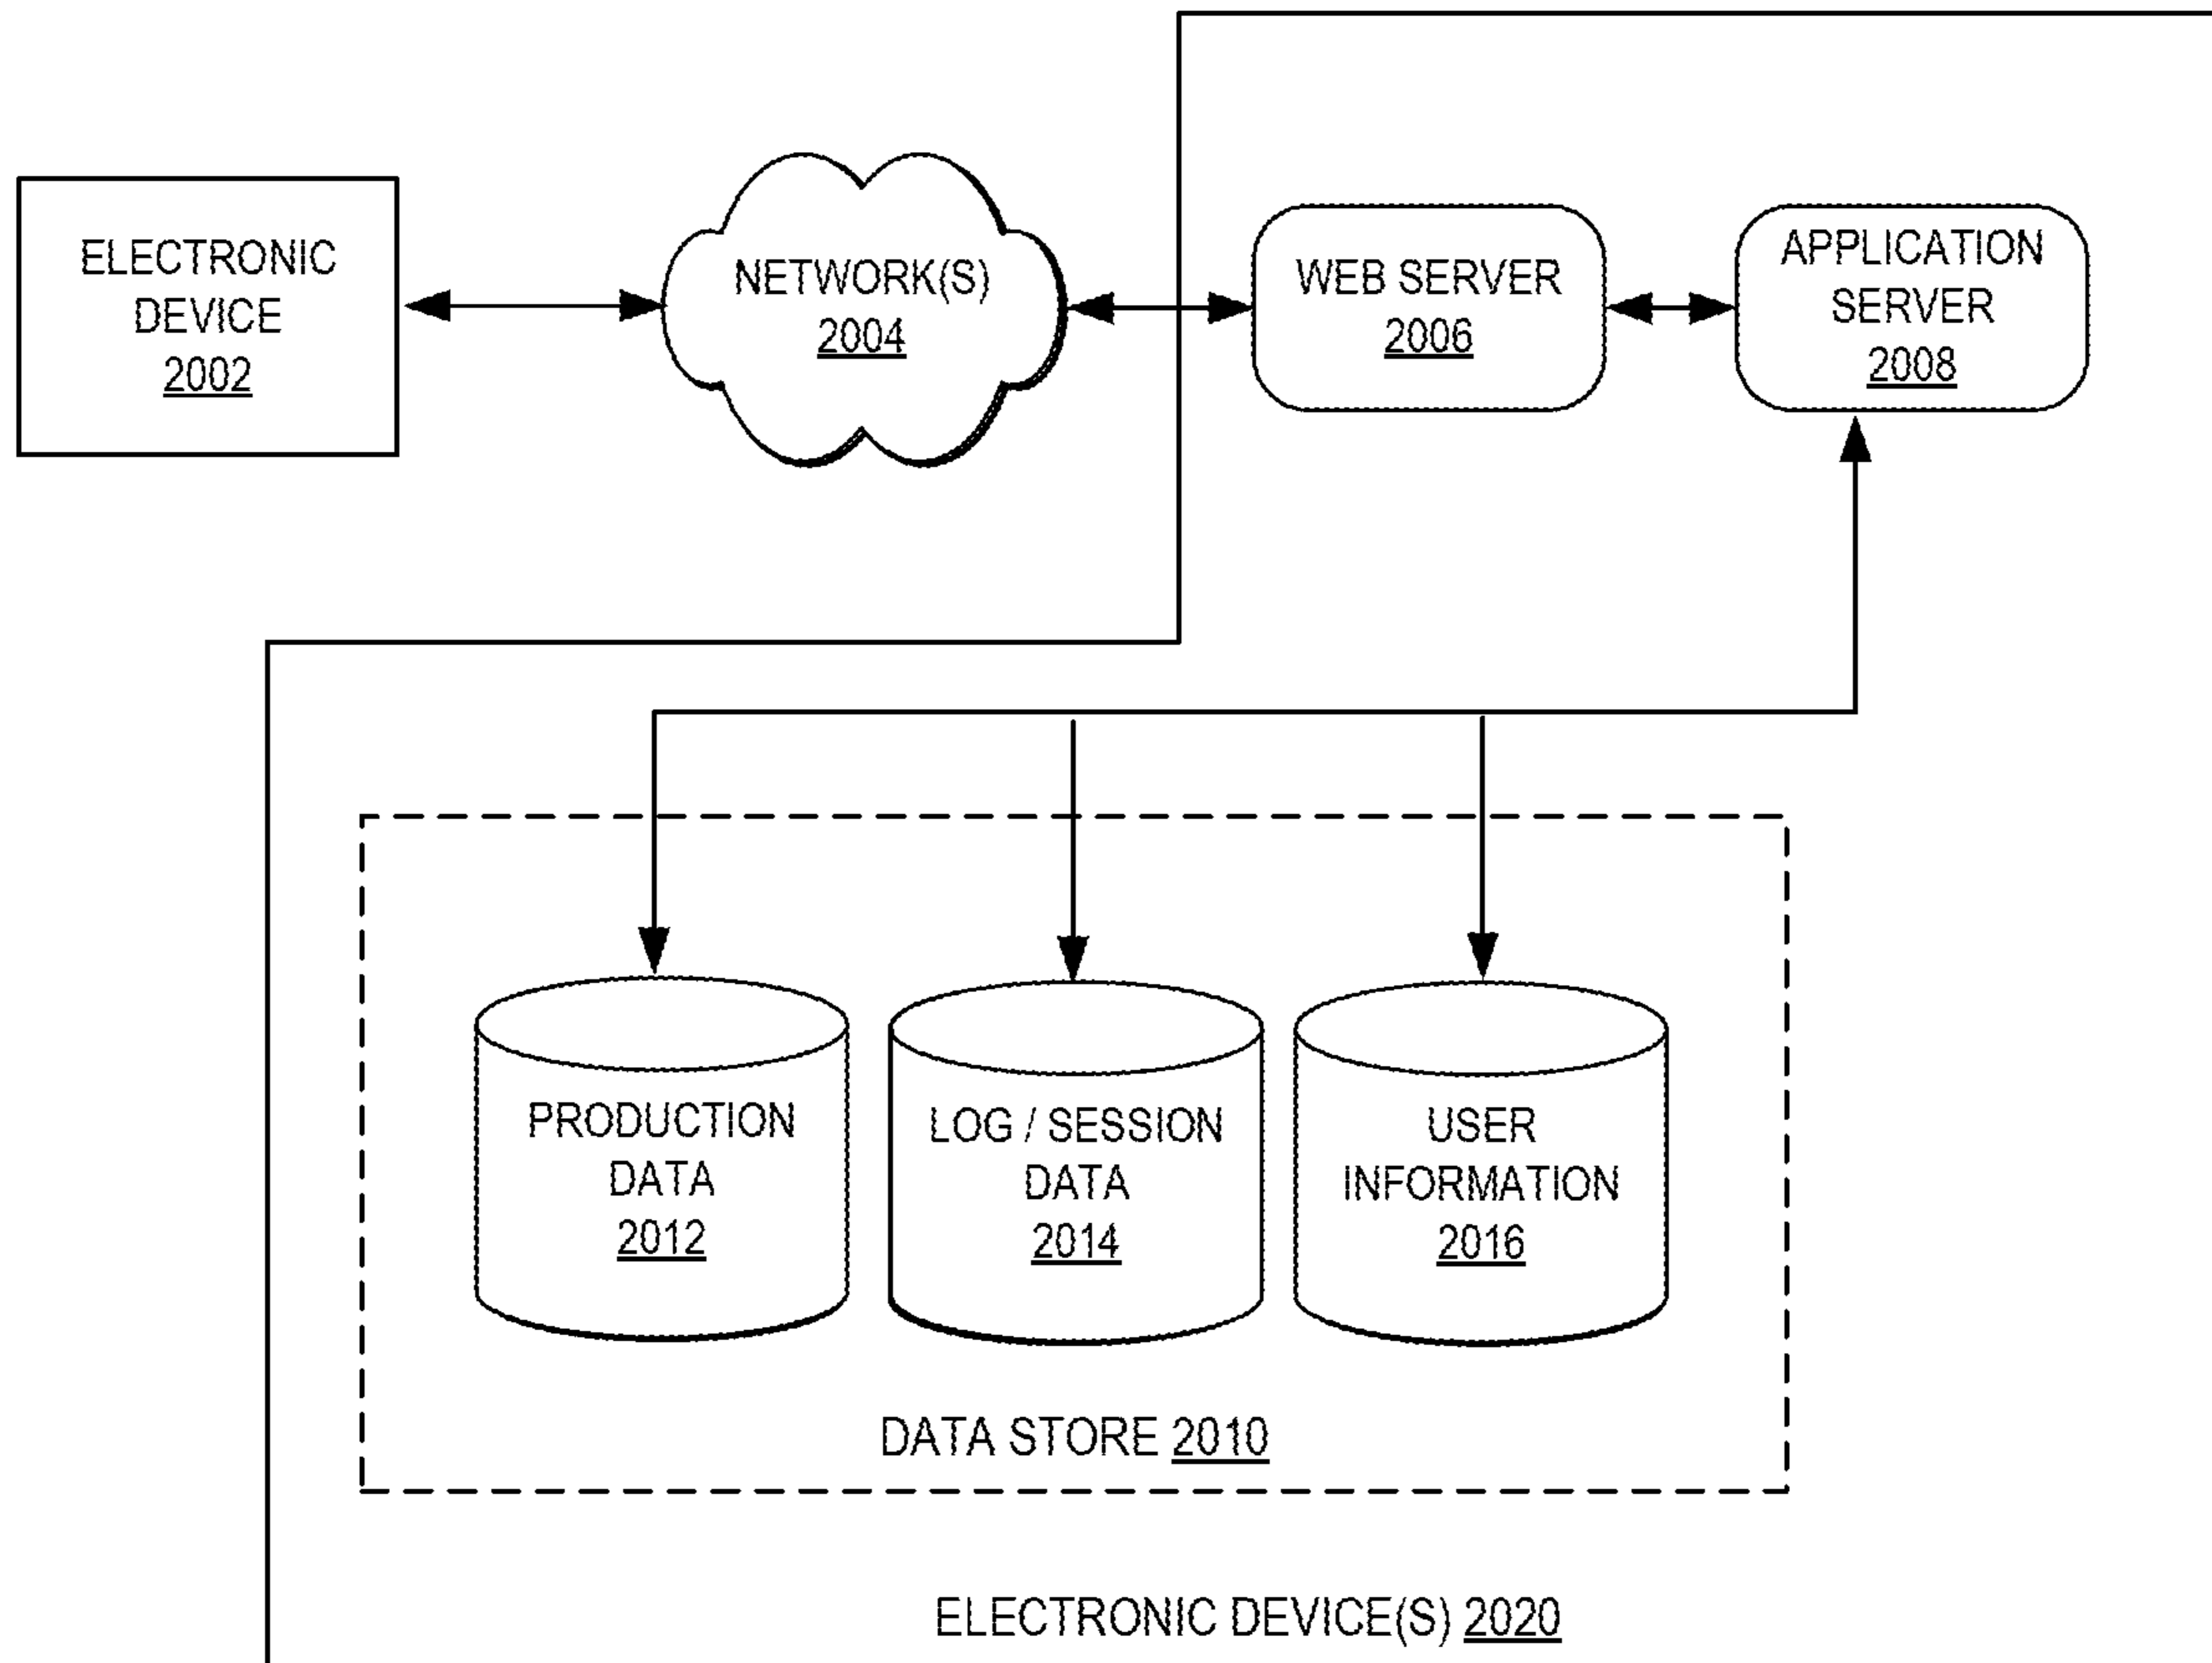 ELECTRONIC
DEVICE
2002
NETWORK(S)
2004
WEB SERVER
2006
APPLICATION
SERVER
2008
PRODUCTION
DATA
2012
LOG / SESSION
DATA
2014
USER
INFORMATION
2016
DATA STORE 2010
ELECTRONIC DEVICE(S) 2020